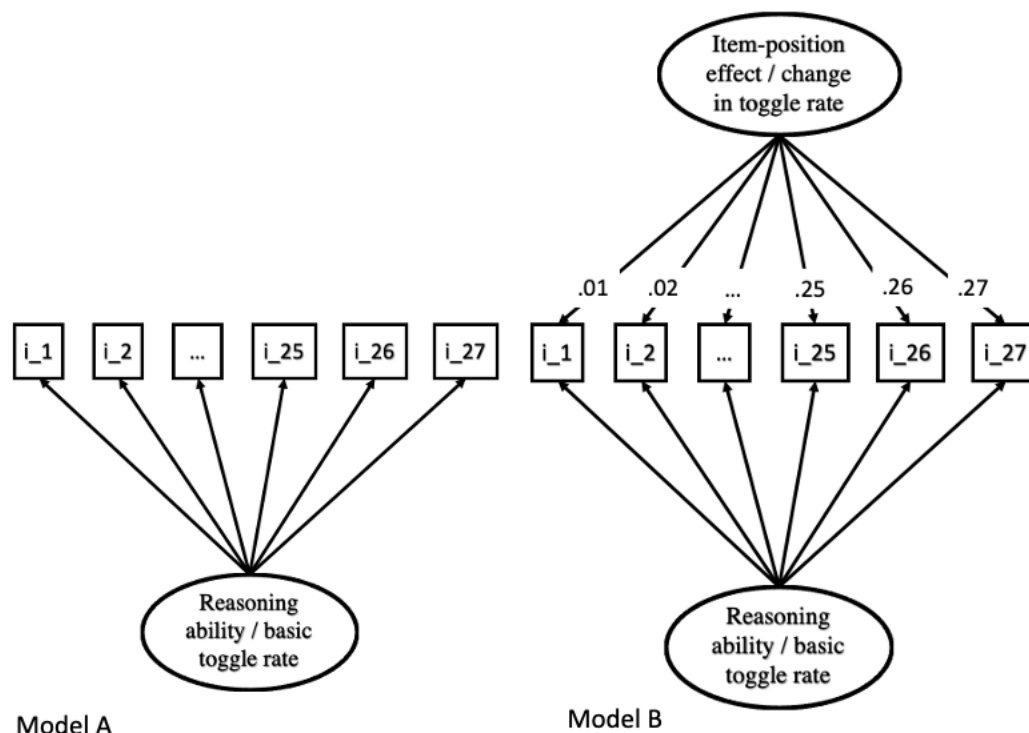 Item-position
effect / change
in toggle rate
.01 .02 ... .25 .26 .27
i_1 i_2 ... i_25 i_26 i_27
i_1 i_2 ... i_25 i_26 i_27
Reasoning
ability / basic
toggle rate
Reasoning
ability / basic
toggle rate
Model A
Model B